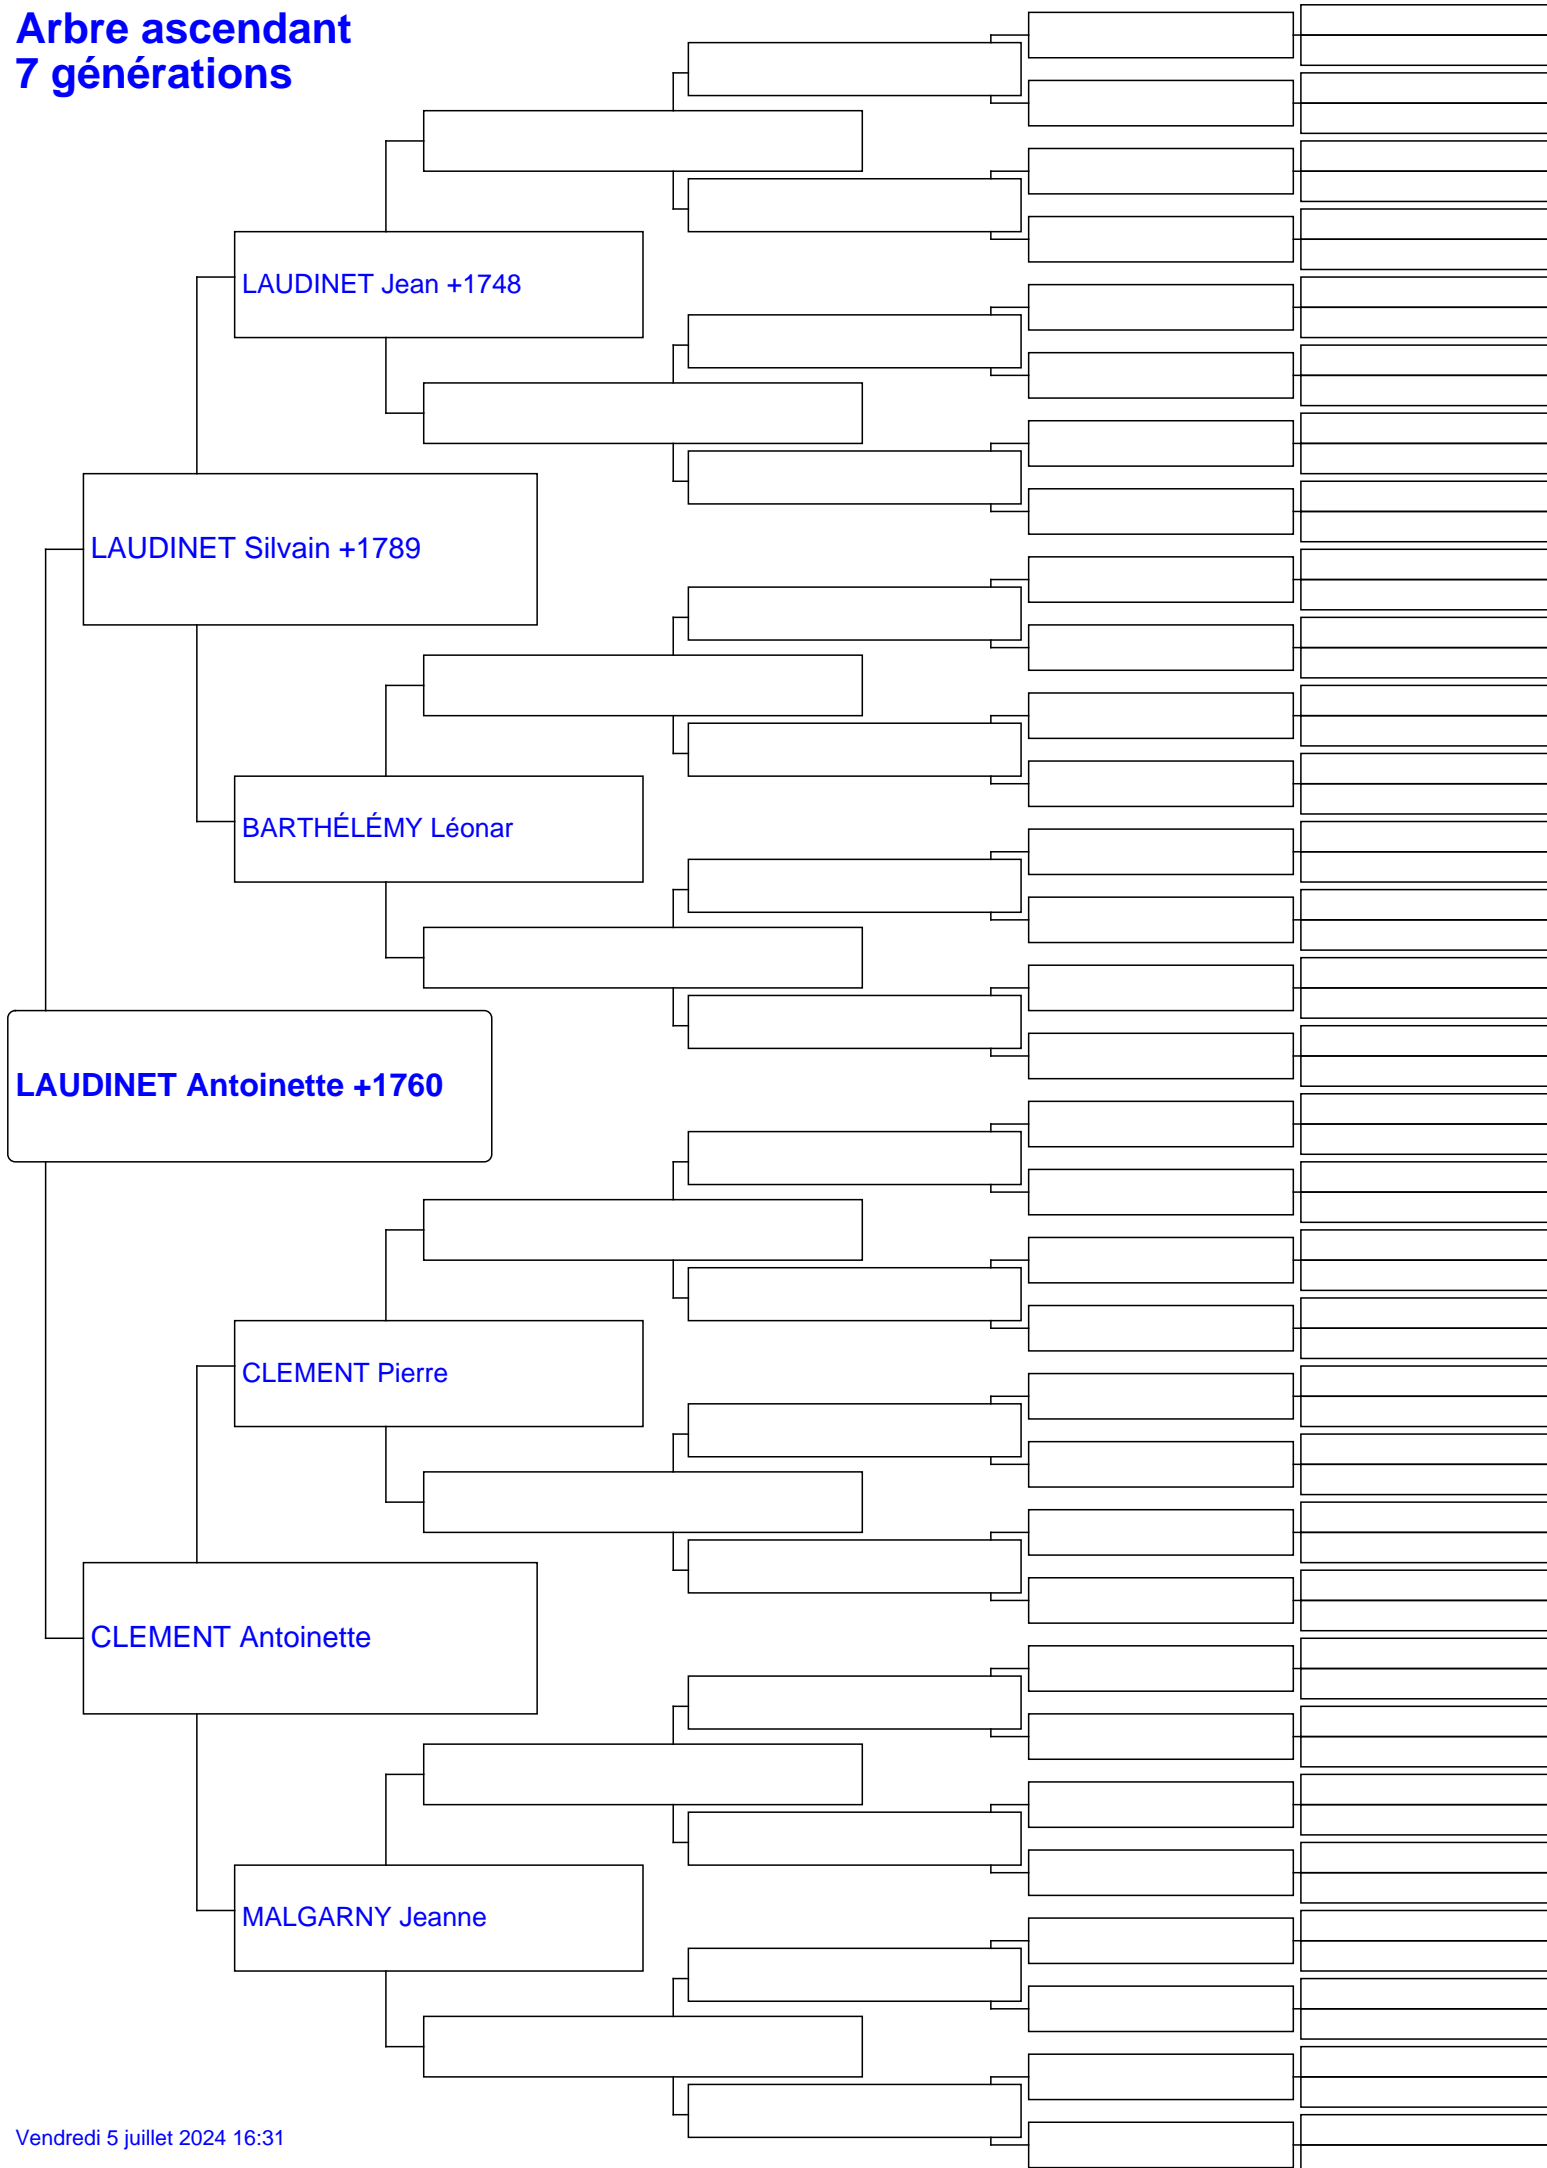 Arbre ascendant
7 générations
LAUDINET Jean +1748
LAUDINET Silvain +1789
BARTHÉLÉMY Léonar
LAUDINET Antoinette +1760
CLEMENT Pierre
CLEMENT Antoinette
MALGARNY Jeanne
Vendredi 5 juillet 2024 16:31